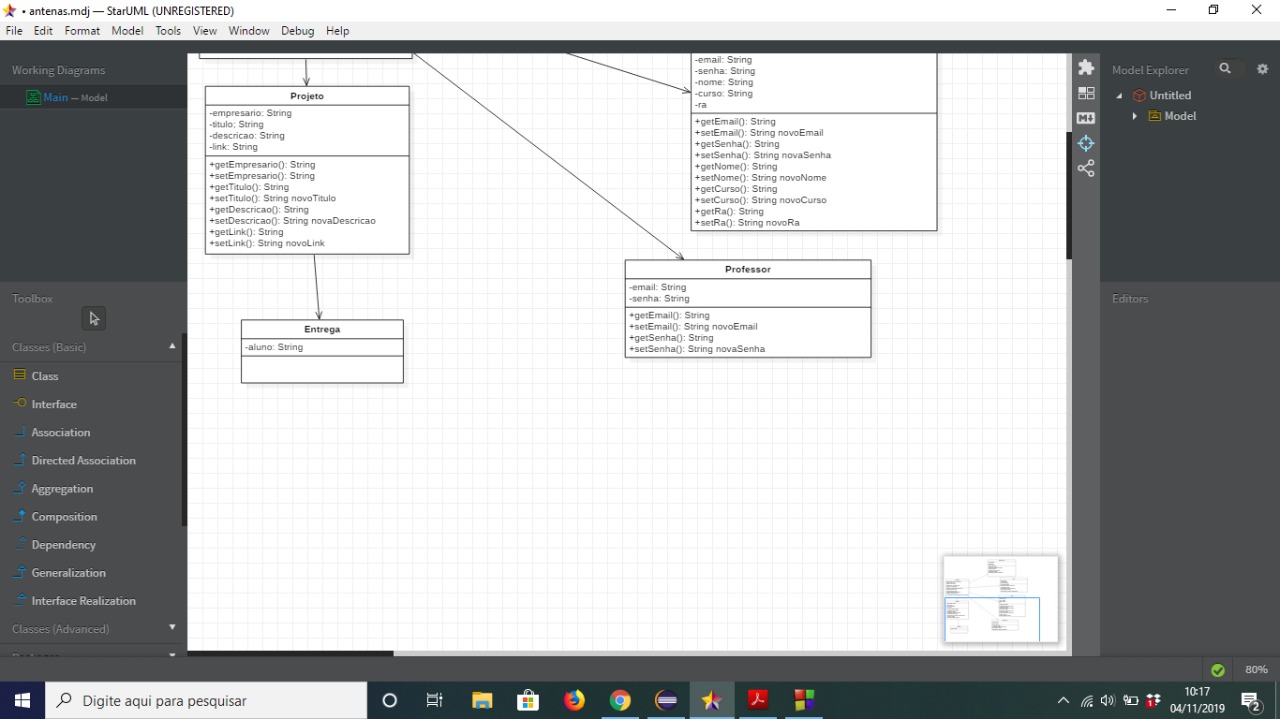 • antenas.mdj — StarUML (UNREGISTERED)
File Edit Format Model Tools View Window Debug Help
Working Diagrams
Main — Model
Toolbox
Classes (Basic)
Class
Interface
Association
Directed Association
Aggregation
Composition
Dependency
Generalization
Interface Realization
Classes (Advanced)
Projeto
-empresario: String
-titulo; String
-descricao: String
-link: String
+getEmpresario(): String
+setEmpresario(): String
+getTitulo(): String
+setTitulo(): String novoTitulo
+getDescricao(): String
+setDescricao(): String novaDescricao
+getLink(): String
+setLink(): String novoLink
Entrega
-aluno: String
-email: String
-senha: String
-nome: String
-curso: String
-ra
+getEmail(): String
+setEmail(): String novoEmail
+getSenha(): String
+setSenha(): String novaSenha
+getNome(): String
+setNome(): String novoNome
+getCurso(): String
+setCurso(): String novoCurso
+getRa(): String
+setRa(): String novoRa
Professor
-email: String
-senha: String
+getEmail(): String
+setEmail(): String novoEmail
+getSenha(): String
+setSenha(): String novaSenha
Model Explorer
Untitled
Model
Editors
80%
Digite aqui para pesquisar
10:17
04/11/2019
2